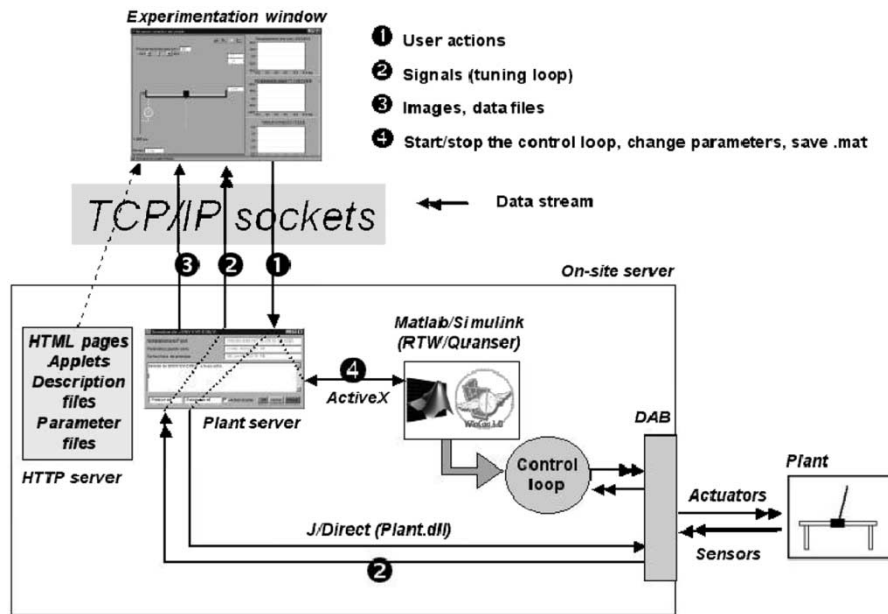 Experimentation window
1 User actions
2 Signals (tuning loop)
3 Images, data files
4 Start/stop the control loop, change parameters, save .mat
Data stream
TCP/IP sockets
3
2
1
On-site server
HTML pages
Applets
Description
files
Parameter
files
HTTP server
Plant server
4
ActiveX
Matlab/Simulink
(RTW/Quanser)
Control
loop
DAB
Plant
Actuators
Sensors
J/Direct (Plant.dll)
2